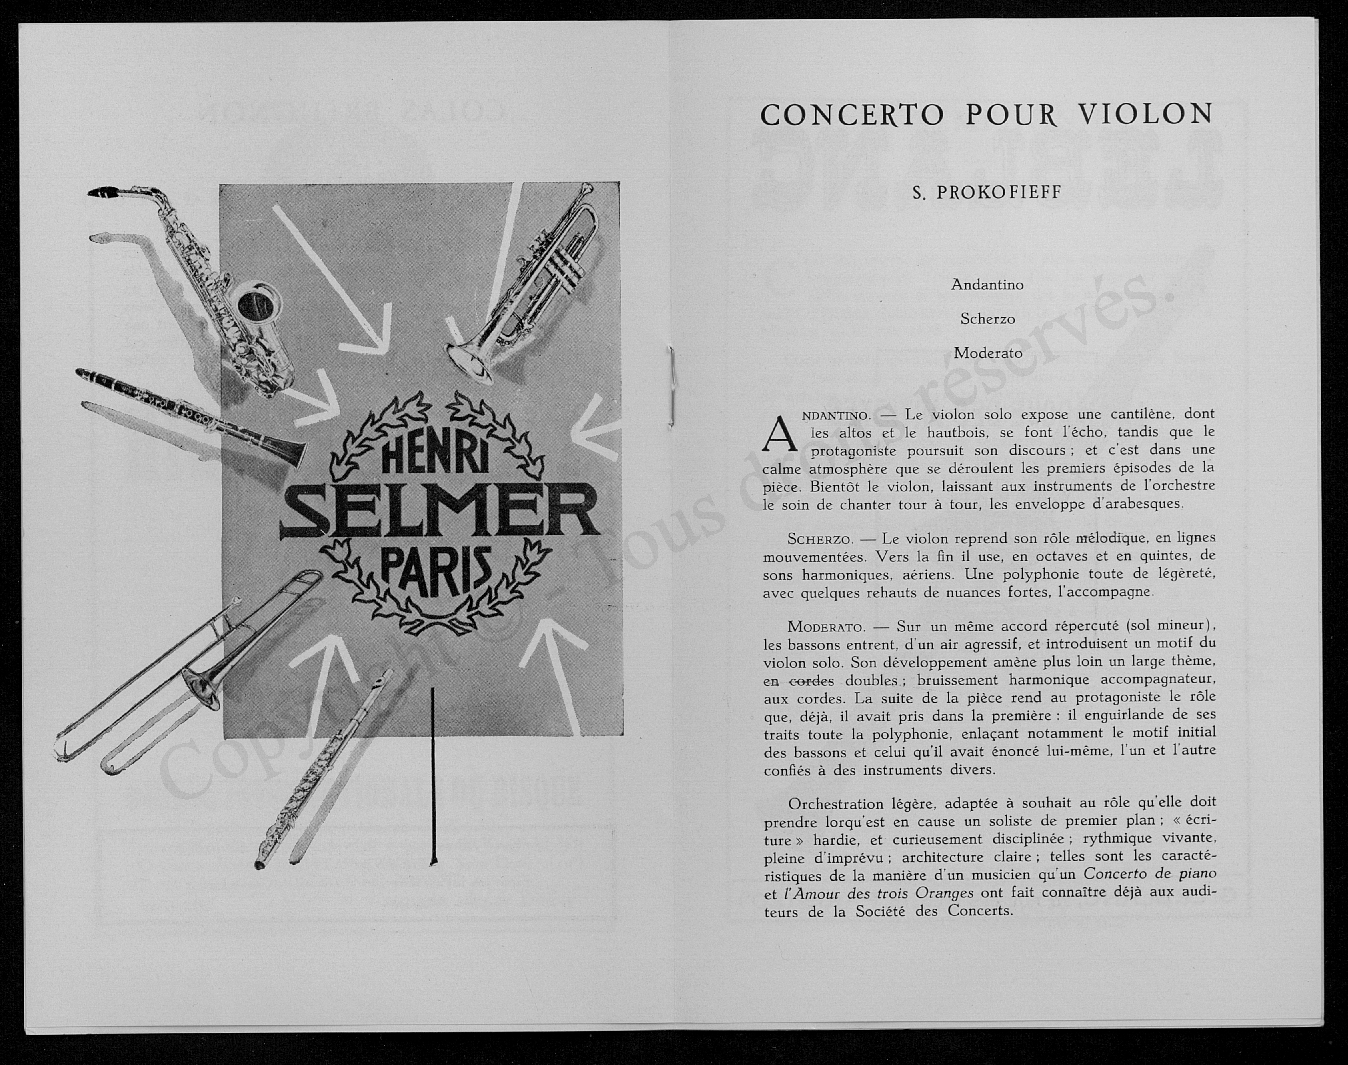 HENRI
SELMER
PARIS
CONCERTO POUR VIOLON
S. PROKOFIEFF
Andantino
Scherzo
Moderato
ANDANTINO. — Le violon solo expose une cantilène, dont
les altos et le hautbois, se font l'écho, tandis que le
protagoniste poursuit son discours ; et c'est dans une
calme atmosphère que se déroulent les premiers épisodes de la
pièce. Bientôt le violon, laissant aux instruments de l'orchestre
le soin de chanter tour à tour, les enveloppe d'arabesques.
SCHERZO. — Le violon reprend son rôle mélodique, en lignes
mouvementées. Vers la fin il use, en octaves et en quintes, de
sons harmoniques, aériens. Une polyphonie toute de légèreté,
avec quelques rehauts de nuances fortes, l'accompagne.
MODERATO. — Sur un même accord répercuté (sol mineur),
les bassons entrent, d'un air agressif, et introduisent un motif du
violon solo. Son développement amène plus loin un large thème,
en cordes doubles ; bruissement harmonique accompagnateur,
aux cordes. La suite de la pièce rend au protagoniste le rôle
que, déjà, il avait pris dans la première : il enguirlande de ses
traits toute la polyphonie, enlaçant notamment le motif initial
des bassons et celui qu'il avait énoncé lui-même, l'un et l'autre
confiés à des instruments divers.
Orchestration légère, adaptée à souhait au rôle qu'elle doit
prendre lorqu'est en cause un soliste de premier plan ; « écri-
ture » hardie, et curieusement disciplinée ; rythmique vivante,
pleine d'imprévu ; architecture claire ; telles sont les caracté-
ristiques de la manière d'un musicien qu'un Concerto de piano
et l'Amour des trois Oranges ont fait connaître déjà aux audi-
teurs de la Société des Concerts.
Copyright © - Tous droits réservés.